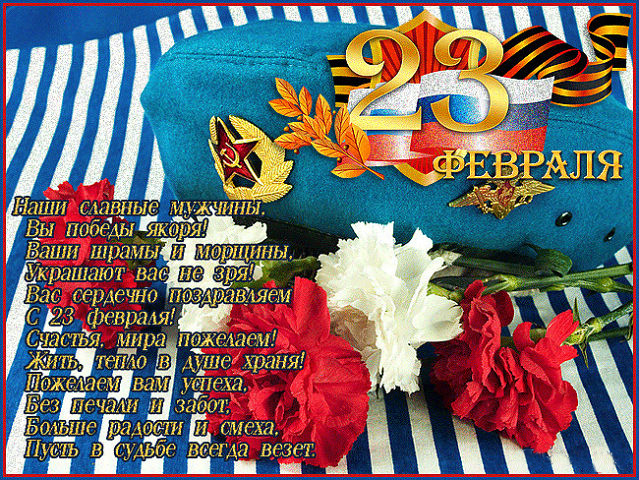 23
ФЕВРАЛЯ
Наши славные мужчины,
Вы победы якоря!
Ваши шрамы и морщины,
Украшают вас не зря!
Вас сердечно поздравляем
С 23 февраля!
Счастья, мира пожелаем!
Жить, тепло в душе храня!
Пожелаем вам успеха,
Без печали и забот,
Больше радости и смеха,
Пусть в судьбе всегда везет.